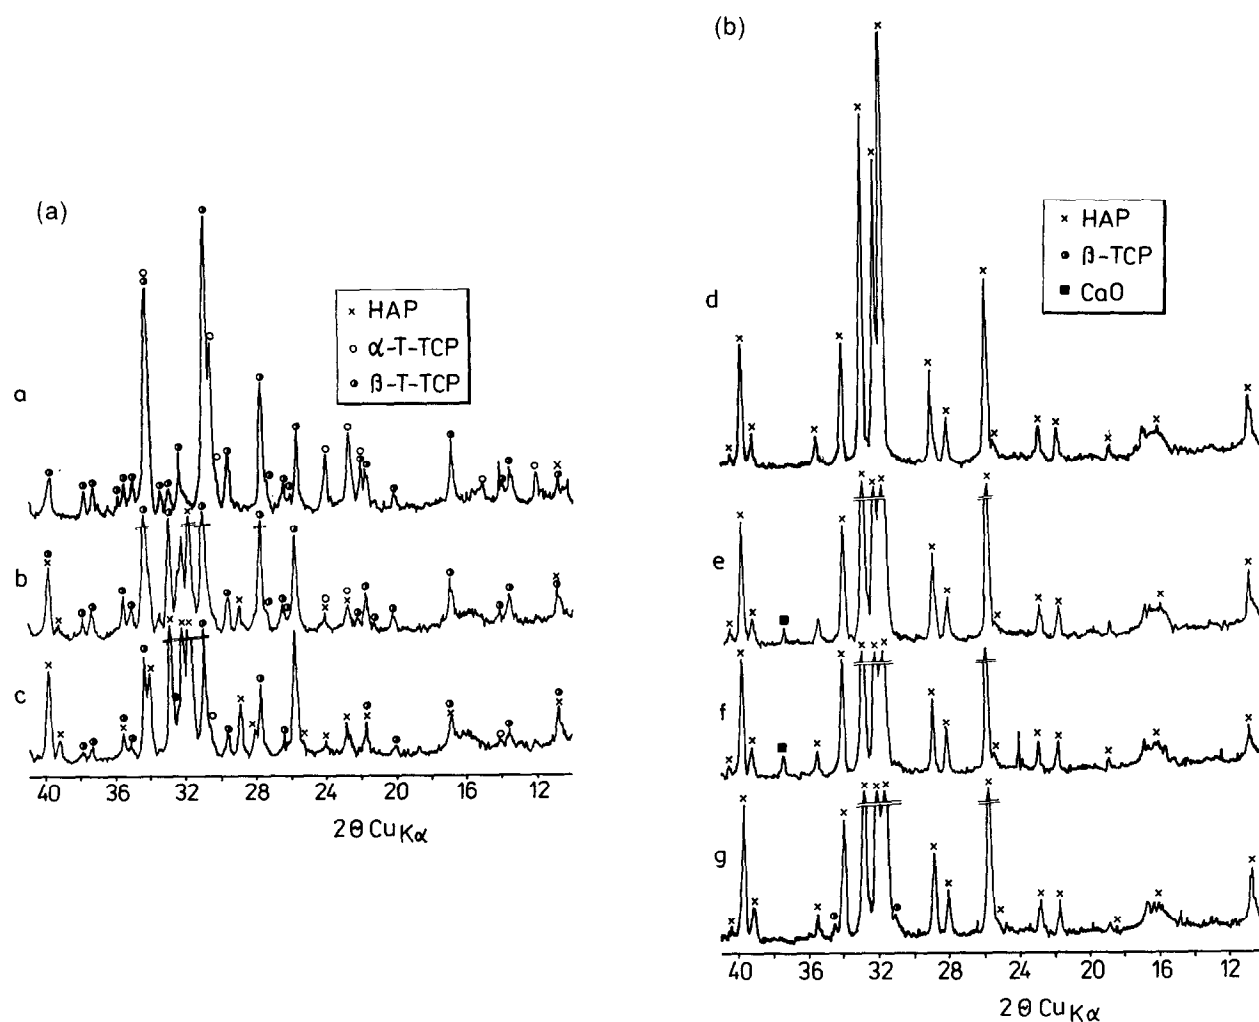 (a)
× HAP
○ α-T-TCP
◑ β-T-TCP
a
b
c
40 36 32 28 24 20 16 12
2Θ CuKα
(b)
× HAP
◑ β-TCP
■ CaO
d
e
f
g
40 36 32 28 24 20 16 12
2Θ CuKα